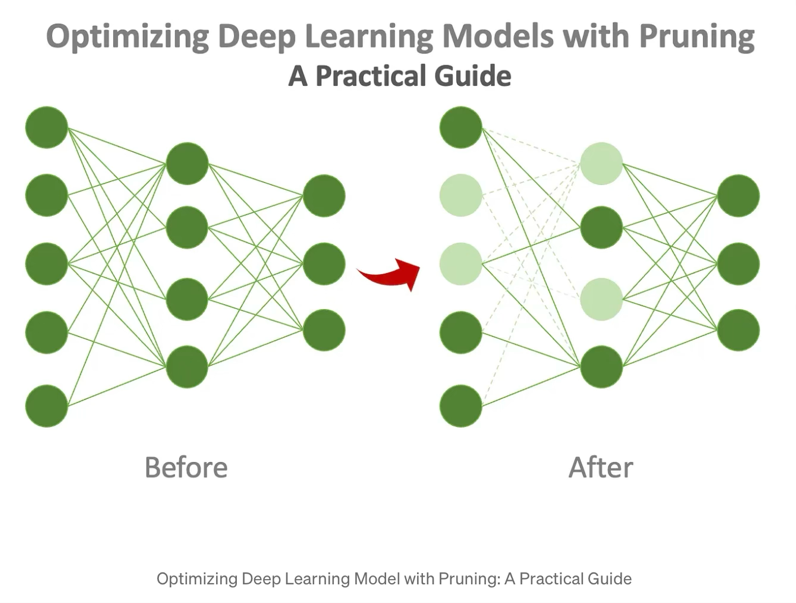 Optimizing Deep Learning Models with Pruning
A Practical Guide
Before
After
Optimizing Deep Learning Model with Pruning: A Practical Guide